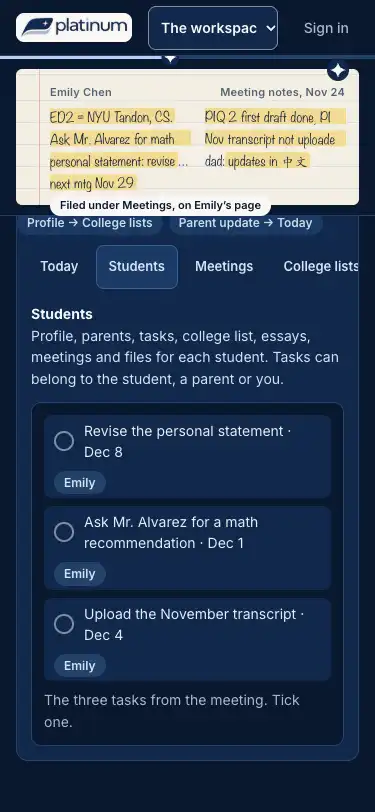 platinum
The workspac
Sign in
Emily Chen
Meeting notes, Nov 24
ED2 = NYU Tandon, CS.
Ask Mr. Alvarez for math
personal statement: revise ...
next mtg Nov 29
PIQ 2 first draft done, PI
Nov transcript not uploade
dad: updates in 中文
Filed under Meetings, on Emily's page
Profile → College lists
Parent update → Today
Today
Students
Meetings
College lists
Students
Profile, parents, tasks, college list, essays,
meetings and files for each student. Tasks can
belong to the student, a parent or you.
Revise the personal statement ·
Dec 8
Emily
Ask Mr. Alvarez for a math
recommendation · Dec 1
Emily
Upload the November transcript ·
Dec 4
Emily
The three tasks from the meeting. Tick
one.